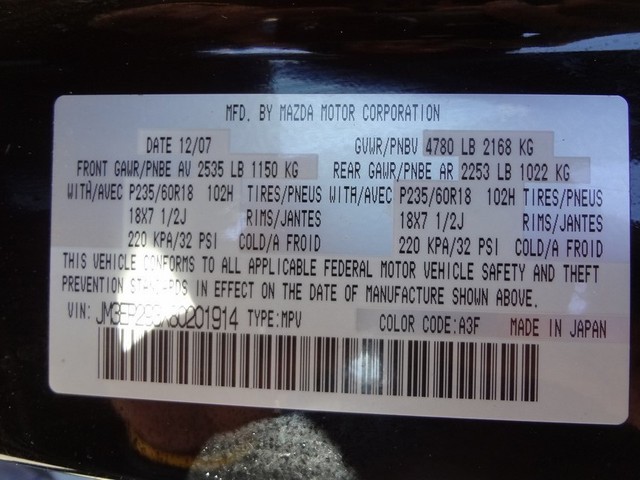 MFD. BY MAZDA MOTOR CORPORATION
DATE 12/07 GVWR/PNBV 4780 LB 2168 KG
FRONT GAWR/PNBE AV 2535 LB 1150 KG REAR GAWR/PNBE AR 2253 LB 1022 KG
WITH/AVEC P235/60R18 102H TIRES/PNEUS WITH/AVEC P235/60R18 102H TIRES/PNEUS
18X7 1/2J RIMS/JANTES 18X7 1/2J RIMS/JANTES
220 KPA/32 PSI COLD/A FROID 220 KPA/32 PSI COLD/A FROID
THIS VEHICLE CONFORMS TO ALL APPLICABLE FEDERAL MOTOR VEHICLE SAFETY AND THEFT
PREVENTION STANDARDS IN EFFECT ON THE DATE OF MANUFACTURE SHOWN ABOVE.
VIN: TYPE:MPV COLOR CODE:A3F MADE IN JAPAN